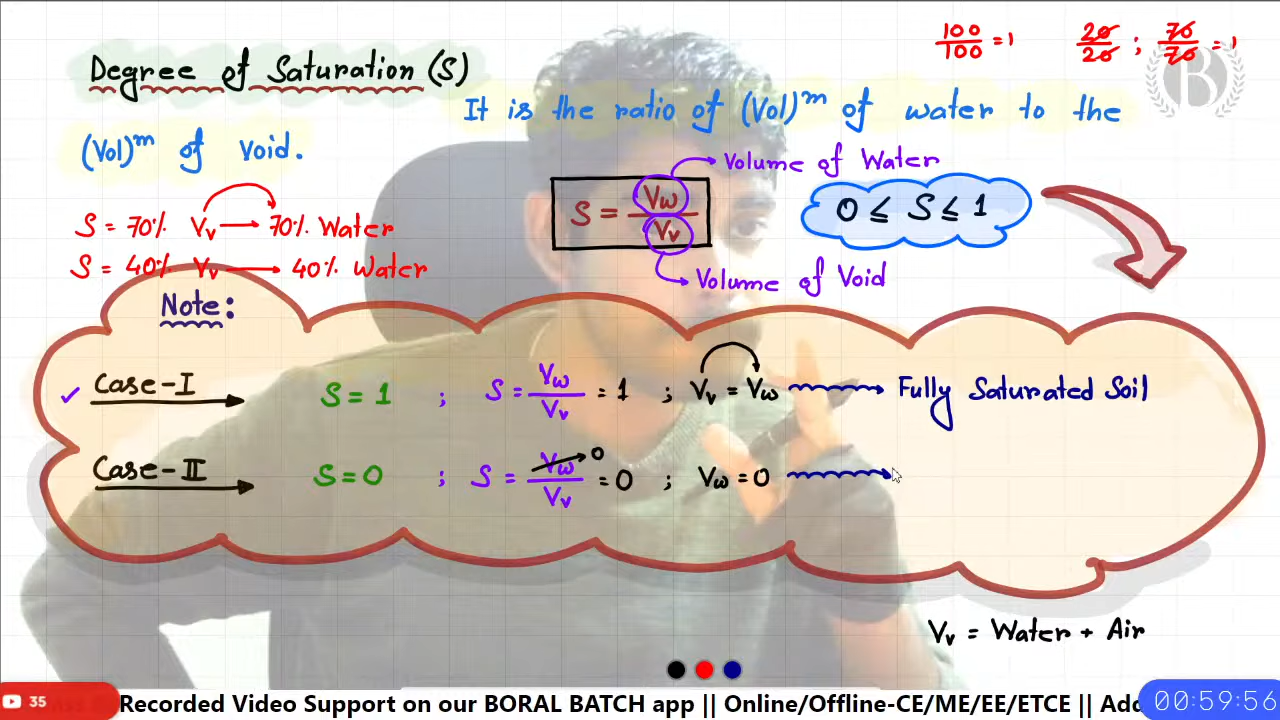 100/100 = 1 20/20 ; 70/70 = 1
B
Degree of Saturation (S)
It is the ratio of (Vol)ᵐ of water to the
(Vol)ᵐ of Void.
Volume of Water
S = Vw/Vv
0 ≤ S ≤ 1
Volume of Void
S = 70% Vv → 70% Water
S = 40% Vv → 40% Water
Note:
✓ Case-I → S = 1 ; S = Vw/Vv = 1 ; Vv = Vw → Fully Saturated Soil
Case-II → S = 0 ; S = Vw→0/Vv = 0 ; Vw = 0 →
Vv = Water + Air
35
Recorded Video Support on our BORAL BATCH app || Online/Offline-CE/ME/EE/ETCE || Add
00:59:56